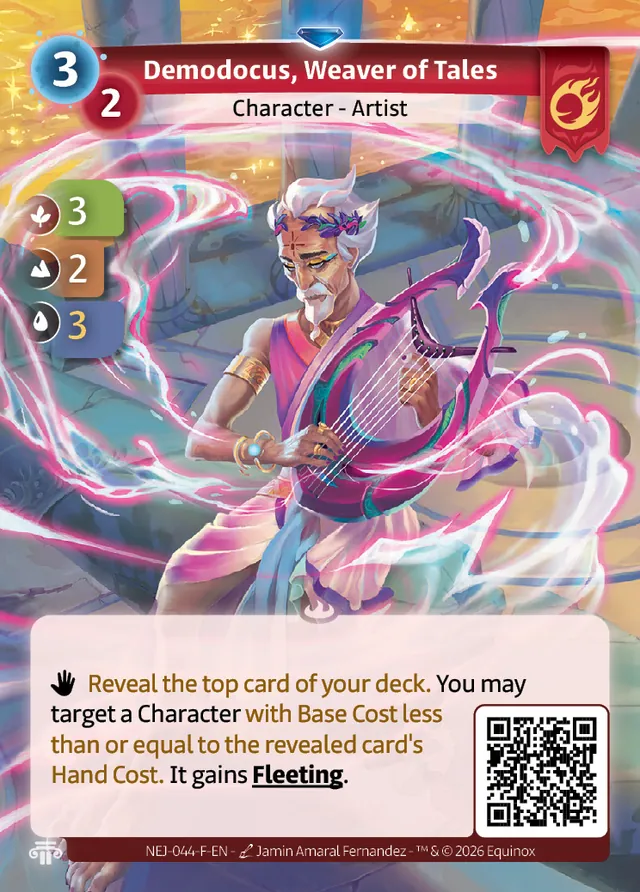 3
Demodocus, Weaver of Tales
2
Character - Artist
3
2
3
Reveal the top card of your deck. You may
target a Character with Base Cost less
than or equal to the revealed card's
Hand Cost. It gains Fleeting.
NEJ-044-F-EN - Jamin Amaral Fernandez - ™ & © 2026 Equinox